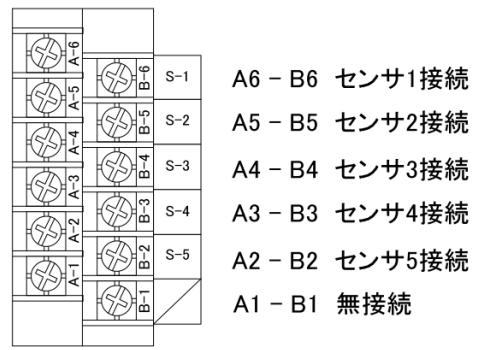 A-6
A-5
A-4
A-3
A-2
A-1
B-6
B-5
B-4
B-3
B-2
B-1
S-1
S-2
S-3
S-4
S-5
A6 − B6 センサ1接続
A5 − B5 センサ2接続
A4 − B4 センサ3接続
A3 − B3 センサ4接続
A2 − B2 センサ5接続
A1 − B1 無接続